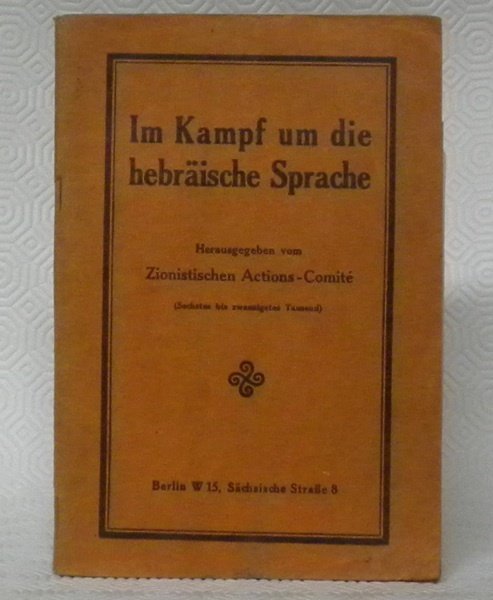 Im Kampf um die
hebräische Sprache
Herausgegeben vom
Zionistischen Actions-Comité
(Sechstes bis zwanzigstes Tausend)
Berlin W 15, Sächsische Straße 8